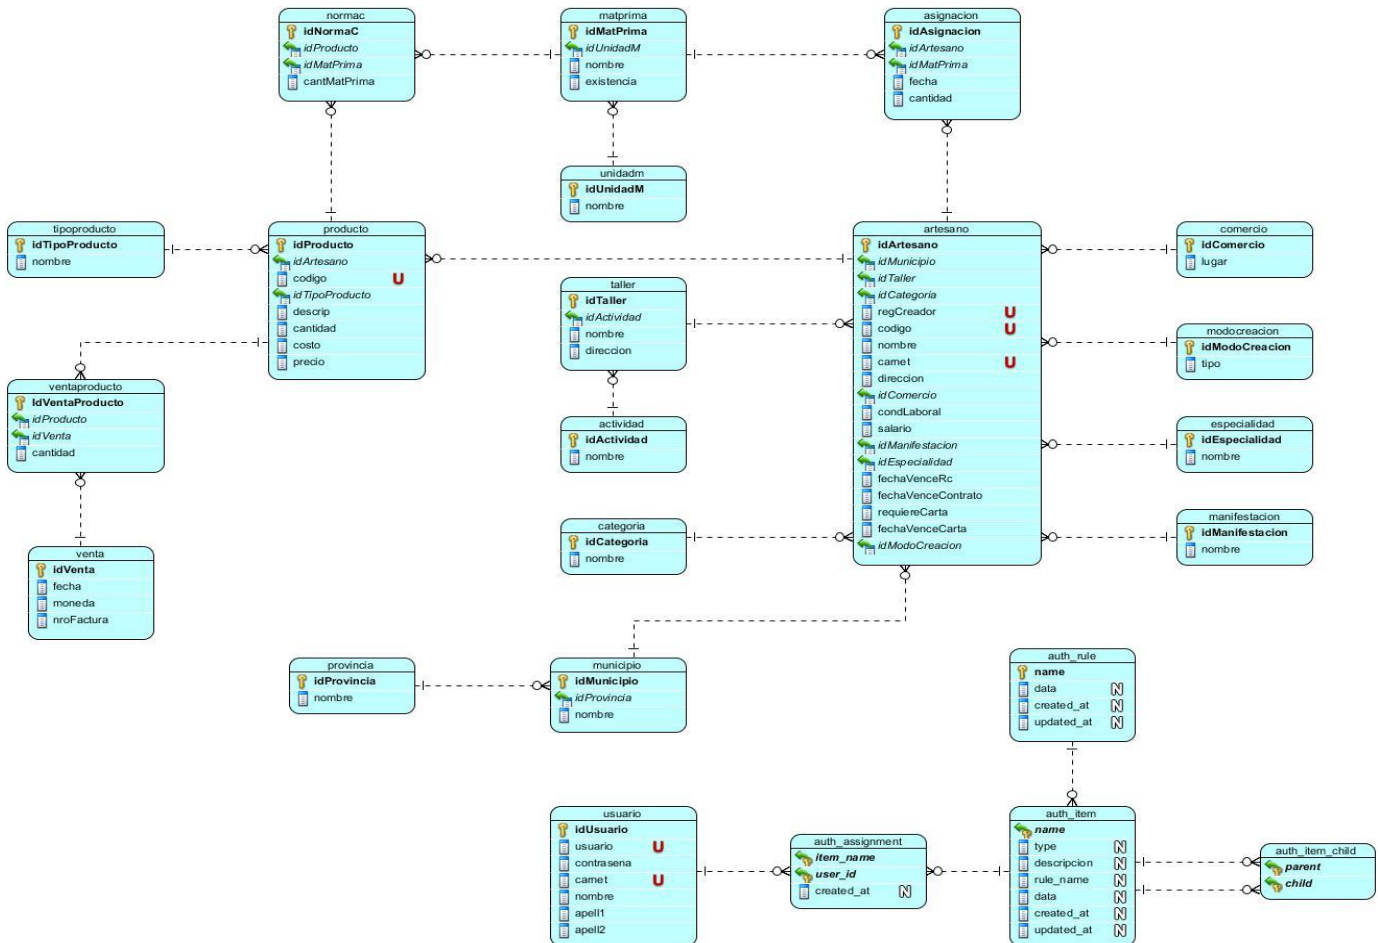 normac
idNormaC
idProducto
idMatPrima
cantMatPrima
matprima
idMatPrima
idUnidadM
nombre
existencia
asignacion
idAsignacion
idArtesano
idMatPrima
fecha
cantidad
unidadm
idUnidadM
nombre
tipoproducto
idTipoProducto
nombre
producto
idProducto
idArtesano
codigo U
idTipoProducto
descrip
cantidad
costo
precio
taller
idTaller
idActividad
nombre
direccion
artesano
idArtesano
idMunicipio
idTaller
idCategoria
regCreador U
codigo U
nombre
carnet U
direccion
idComercio
condLaboral
salario
idManifestacion
idEspecialidad
fechaVenceRc
fechaVenceContrato
requiereCarta
fechaVenceCarta
idModoCreacion
comercio
idComercio
lugar
modocreacion
idModoCreacion
tipo
ventaproducto
IdVentaProducto
idProducto
idVenta
cantidad
actividad
idActividad
nombre
especialidad
idEspecialidad
nombre
categoria
idCategoria
nombre
manifestacion
idManifestacion
nombre
venta
idVenta
fecha
moneda
nroFactura
provincia
idProvincia
nombre
municipio
idMunicipio
idProvincia
nombre
auth_rule
name
data N
created_at N
updated_at N
usuario
idUsuario
usuario U
contrasena
carnet U
nombre
apell1
apell2
auth_assignment
item_name
user_id
created_at N
auth_item
name
type N
descripcion N
rule_name N
data N
created_at N
updated_at N
auth_item_child
parent
child